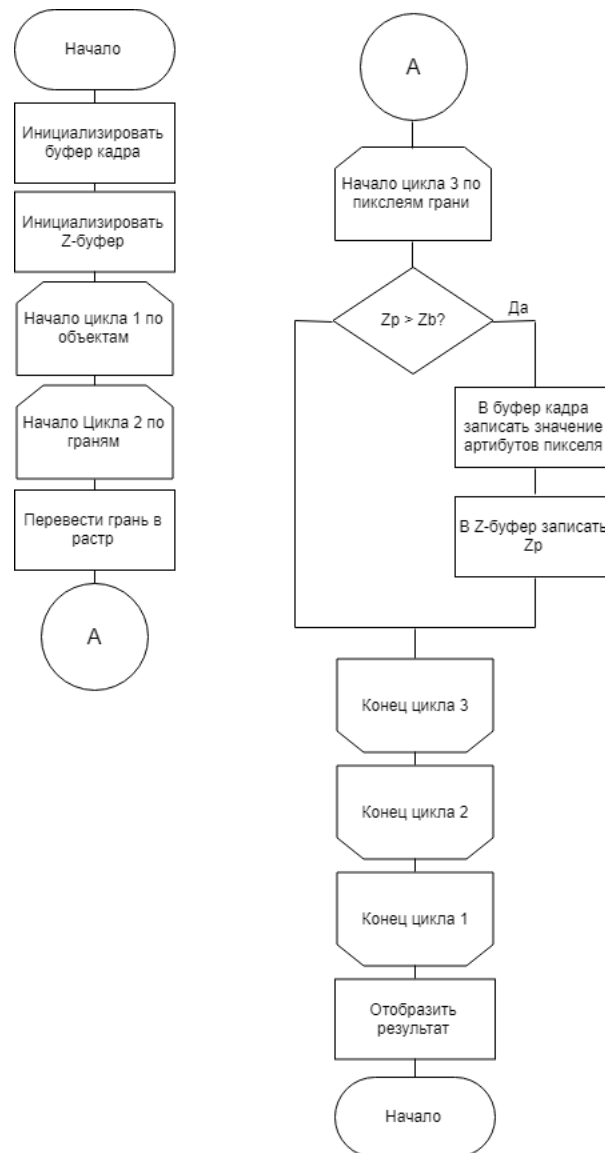 Начало
Инициализировать
буфер кадра
Инициализировать
Z-буфер
Начало цикла 1 по
объектам
Начало Цикла 2 по
граням
Перевести грань в
растр
A
A
Начало цикла 3 по
пикслеям грани
Zp > Zb?
Да
В буфер кадра
записать значение
артибутов пикселя
В Z-буфер записать
Zp
Конец цикла 3
Конец цикла 2
Конец цикла 1
Отобразить
результат
Начало